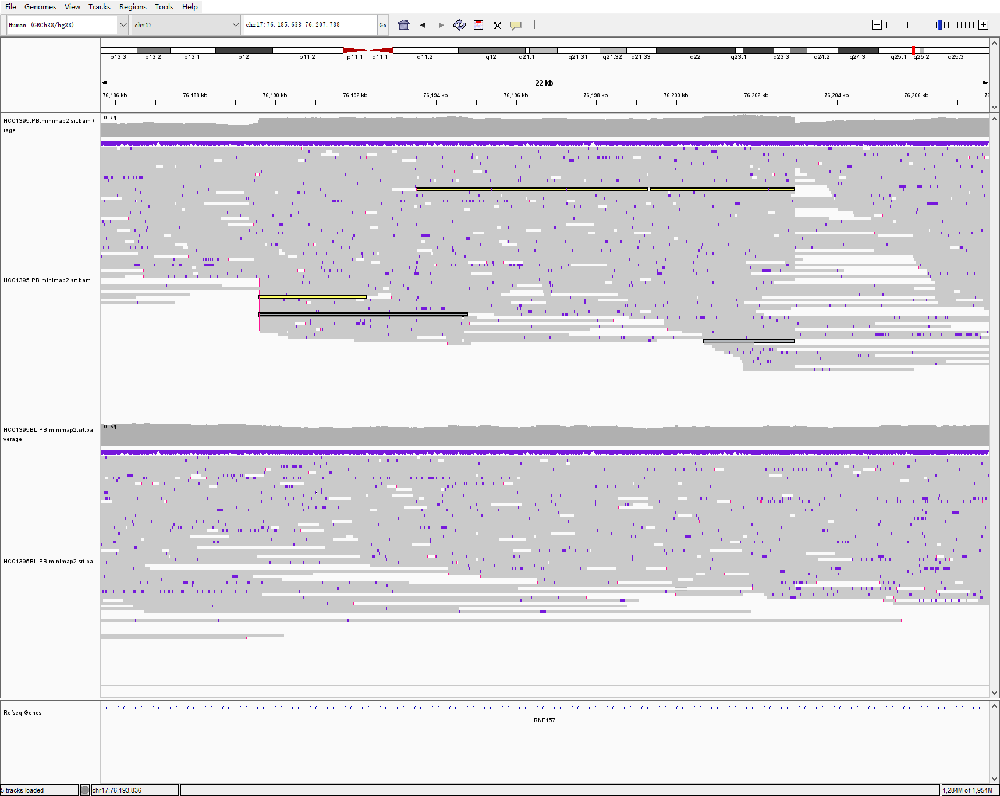 File Genomes View Tracks Regions Tools Help
Human (GRCh38/hg38) chr17 chr17:76,185,633-76,207,788 Go
p13.3 p13.2 p13.1 p12 p11.2 p11.1 q11.1 q11.2 q12 q21.1 q21.31 q21.32 q21.33 q22 q23.1 q23.3 q24.2 q24.3 q25.1 q25.2 q25.3
22 kb
76,186 kb 76,188 kb 76,190 kb 76,192 kb 76,194 kb 76,196 kb 76,198 kb 76,200 kb 76,202 kb 76,204 kb 76,206 kb 76
HCC1395.PB.minimap2.srt.bam
rage
[0 - 77]
HCC1395.PB.minimap2.srt.bam
HCC1395BL.PB.minimap2.srt.ba
verage
[0 - 57]
HCC1395BL.PB.minimap2.srt.ba
Refseq Genes
RNF157
5 tracks loaded chr17:76,193,836 1,284M of 1,954M